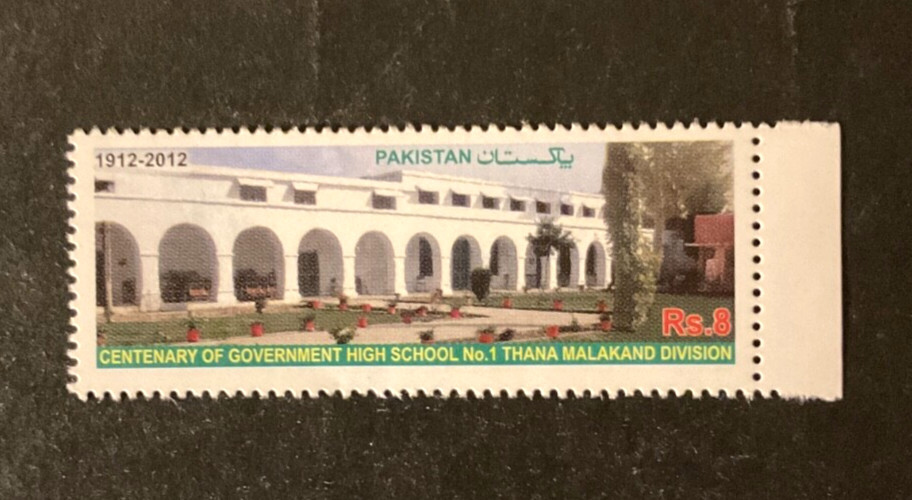 1912-2012
PAKISTAN پاکستان
Rs.8
CENTENARY OF GOVERNMENT HIGH SCHOOL No.1 THANA MALAKAND DIVISION